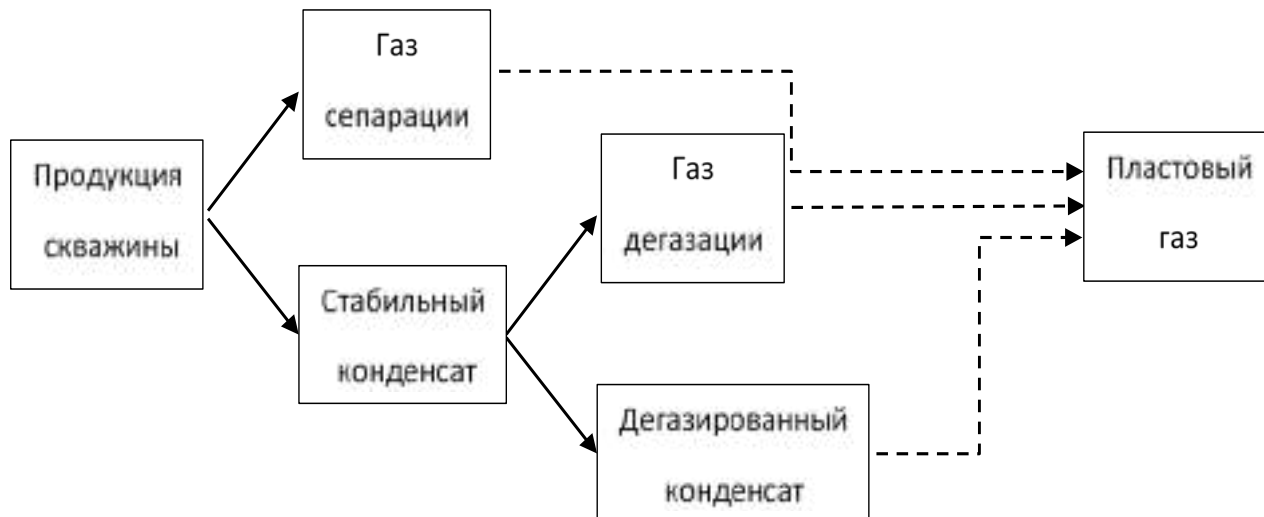 Газ
сепарации
Продукция
скважины
Газ
дегазации
Пластовый
газ
Стабильный
конденсат
Дегазированный
конденсат